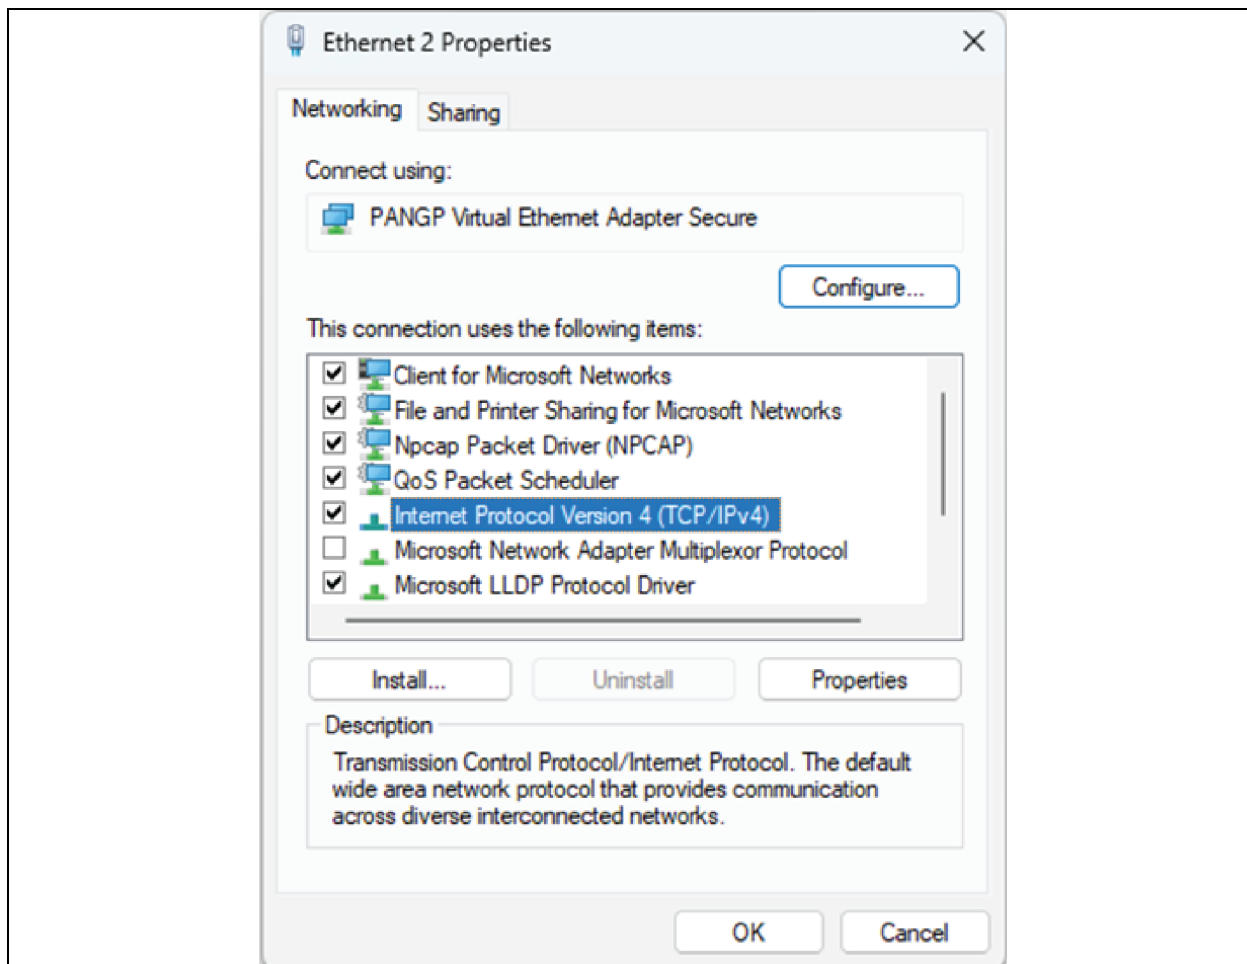 Ethernet 2 Properties
Networking
Sharing
Connect using:
PANGP Virtual Ethernet Adapter Secure
Configure...
This connection uses the following items:
Client for Microsoft Networks
File and Printer Sharing for Microsoft Networks
Npcap Packet Driver (NPCAP)
QoS Packet Scheduler
Internet Protocol Version 4 (TCP/IPv4)
Microsoft Network Adapter Multiplexor Protocol
Microsoft LLDP Protocol Driver
Install...
Uninstall
Properties
Description
Transmission Control Protocol/Internet Protocol. The default
wide area network protocol that provides communication
across diverse interconnected networks.
OK
Cancel